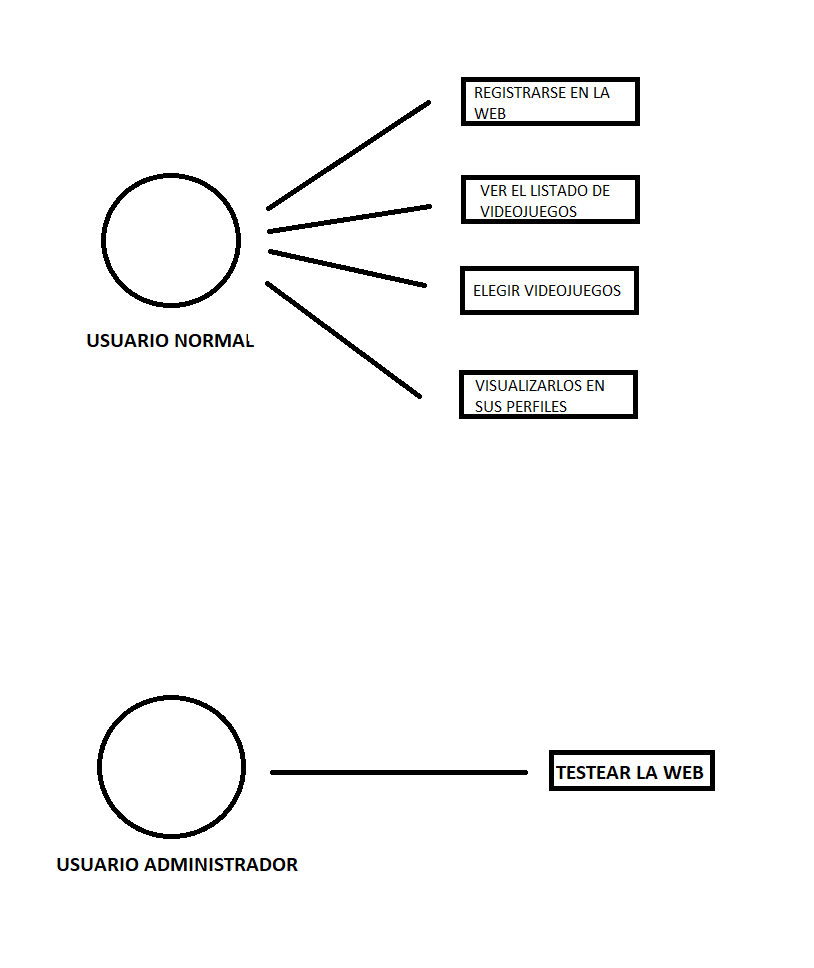 REGISTRARSE EN LA
WEB
VER EL LISTADO DE
VIDEOJUEGOS
ELEGIR VIDEOJUEGOS
USUARIO NORMAL
VISUALIZARLOS EN
SUS PERFILES
TESTEAR LA WEB
USUARIO ADMINISTRADOR